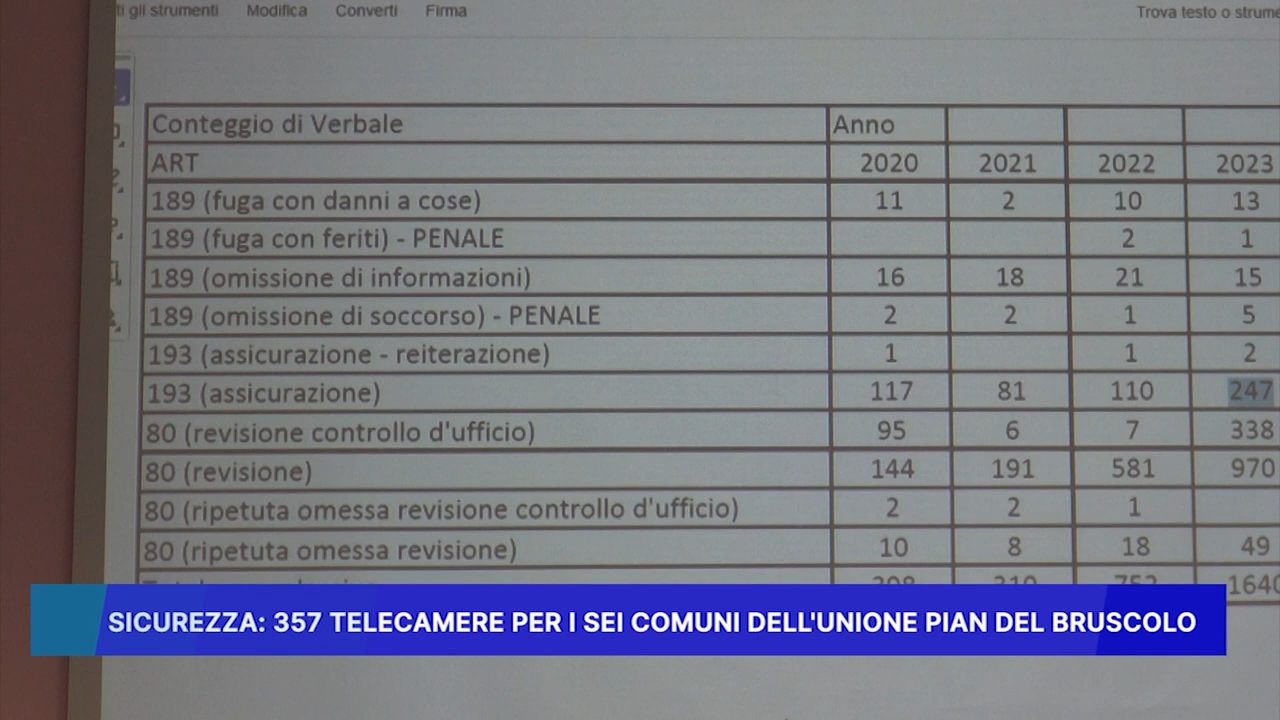 ti gli strumenti Modifica Converti Firma Trova testo o strume
Conteggio di Verbale Anno
ART 2020 2021 2022 2023
189 (fuga con danni a cose) 11 2 10 13
189 (fuga con feriti) - PENALE 2 1
189 (omissione di informazioni) 16 18 21 15
189 (omissione di soccorso) - PENALE 2 2 1 5
193 (assicurazione - reiterazione) 1 1 2
193 (assicurazione) 117 81 110 247
80 (revisione controllo d'ufficio) 95 6 7 338
80 (revisione) 144 191 581 970
80 (ripetuta omessa revisione controllo d'ufficio) 2 2 1
80 (ripetuta omessa revisione) 10 8 18 49
1640
SICUREZZA: 357 TELECAMERE PER I SEI COMUNI DELL'UNIONE PIAN DEL BRUSCOLO